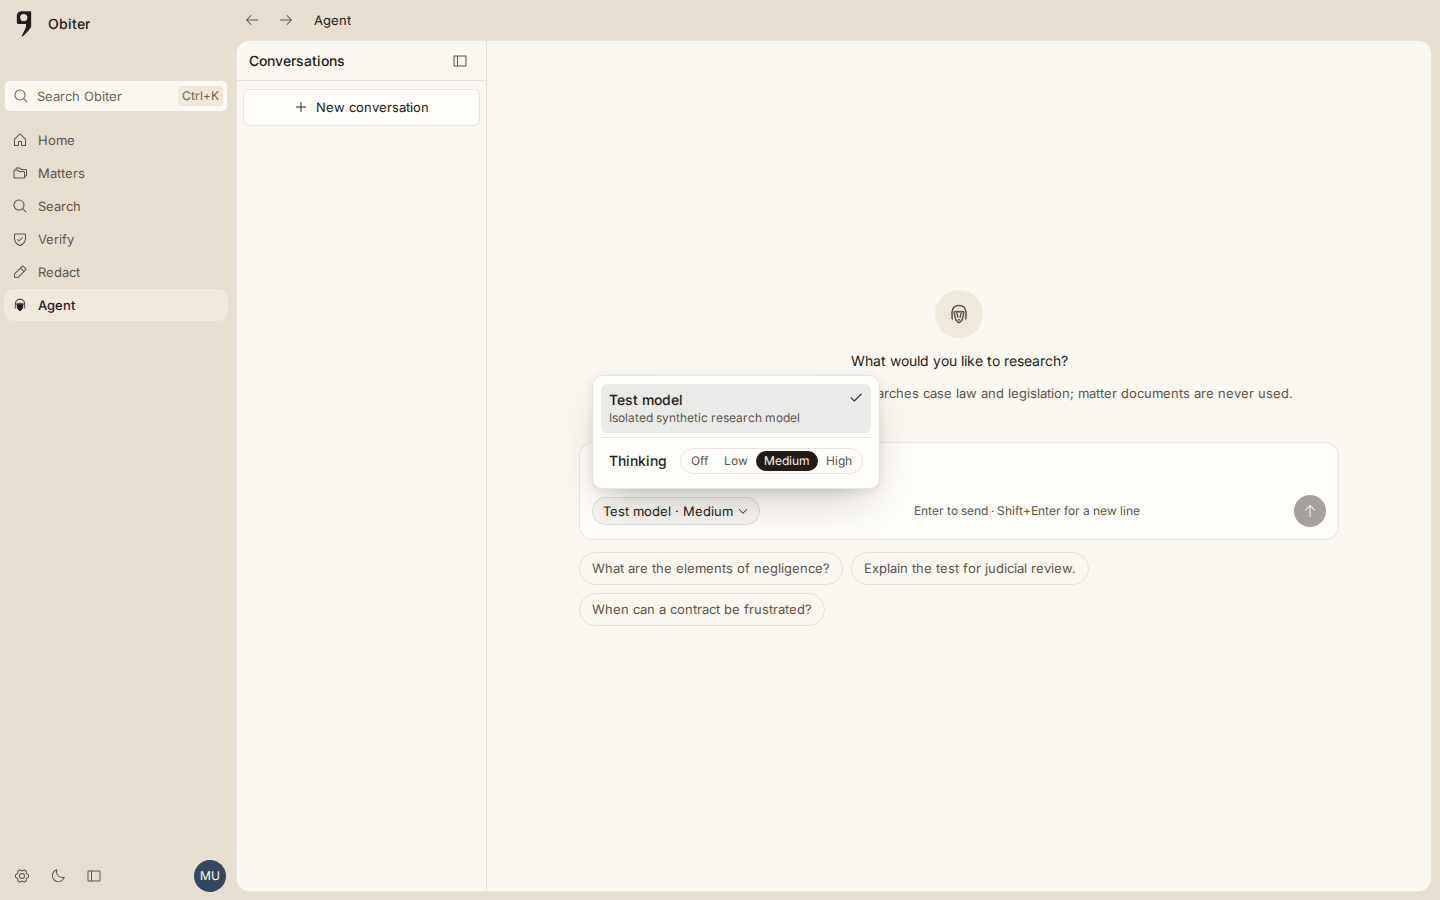 Obiter
Search Obiter
Ctrl+K
Home
Matters
Search
Verify
Redact
Agent
MU
Agent
Conversations
New conversation
What would you like to research?
arches case law and legislation; matter documents are never used.
Test model
Isolated synthetic research model
Thinking
Off
Low
Medium
High
Test model · Medium
Enter to send · Shift+Enter for a new line
What are the elements of negligence?
Explain the test for judicial review.
When can a contract be frustrated?